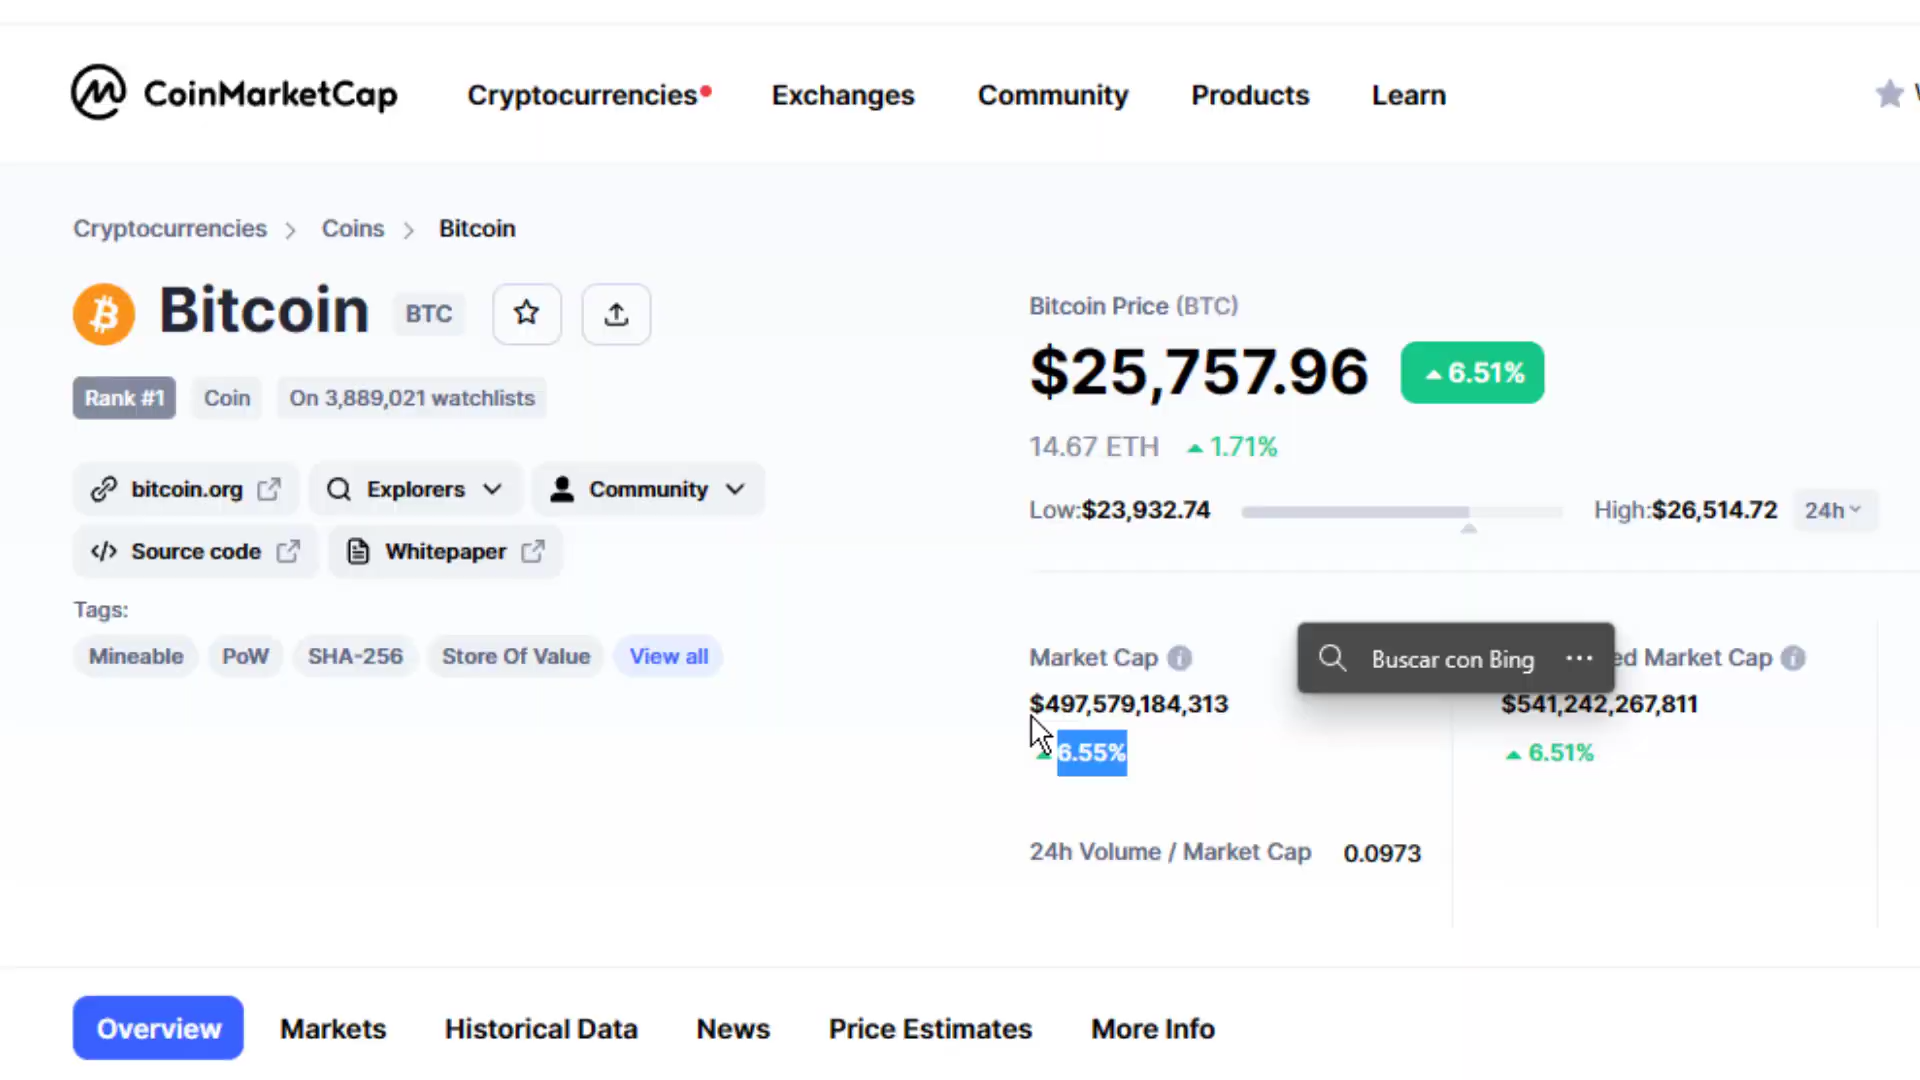 CoinMarketCap Cryptocurrencies Exchanges Community Products Learn
Cryptocurrencies > Coins > Bitcoin
Bitcoin BTC
Rank #1 Coin On 3,889,021 watchlists
bitcoin.org Explorers Community
Source code Whitepaper
Tags:
Mineable PoW SHA-256 Store Of Value View all
Bitcoin Price (BTC)
$25,757.96 6.51%
14.67 ETH 1.71%
Low:$23,932.74 High:$26,514.72 24h
Market Cap
$497,579,184,313
6.55%
24h Volume / Market Cap 0.0973
Buscar con Bing ...
ed Market Cap
$541,242,267,811
6.51%
Overview Markets Historical Data News Price Estimates More Info